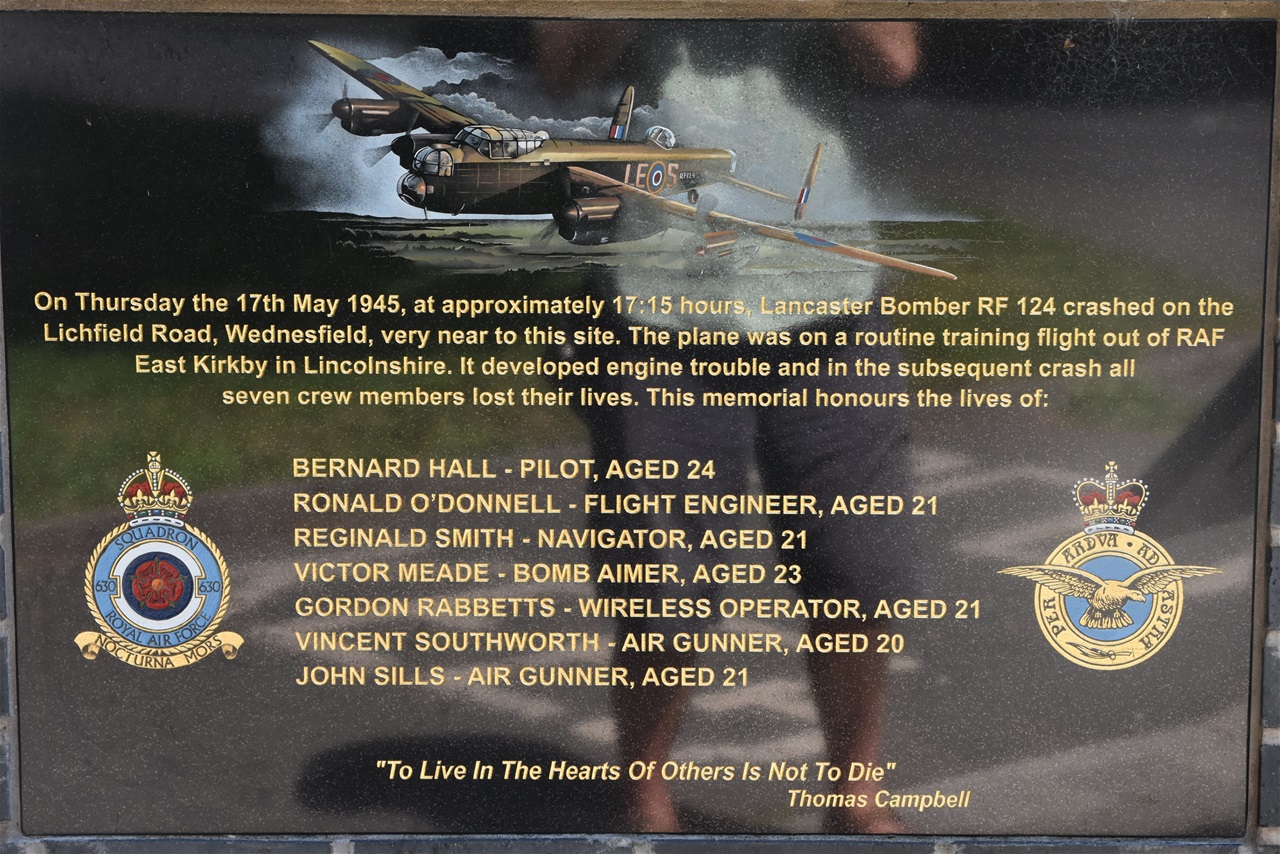 LE S RF124
On Thursday the 17th May 1945, at approximately 17:15 hours, Lancaster Bomber RF 124 crashed on the
Lichfield Road, Wednesfield, very near to this site. The plane was on a routine training flight out of RAF
East Kirkby in Lincolnshire. It developed engine trouble and in the subsequent crash all
seven crew members lost their lives. This memorial honours the lives of:
BERNARD HALL - PILOT, AGED 24
RONALD O'DONNELL - FLIGHT ENGINEER, AGED 21
REGINALD SMITH - NAVIGATOR, AGED 21
VICTOR MEADE - BOMB AIMER, AGED 23
GORDON RABBETTS - WIRELESS OPERATOR, AGED 21
VINCENT SOUTHWORTH - AIR GUNNER, AGED 20
JOHN SILLS - AIR GUNNER, AGED 21
SQUADRON
630 630
ROYAL AIR FORCE
NOCTURNA MORS
PER ARDVA · AD ASTRA
"To Live In The Hearts Of Others Is Not To Die"
Thomas Campbell